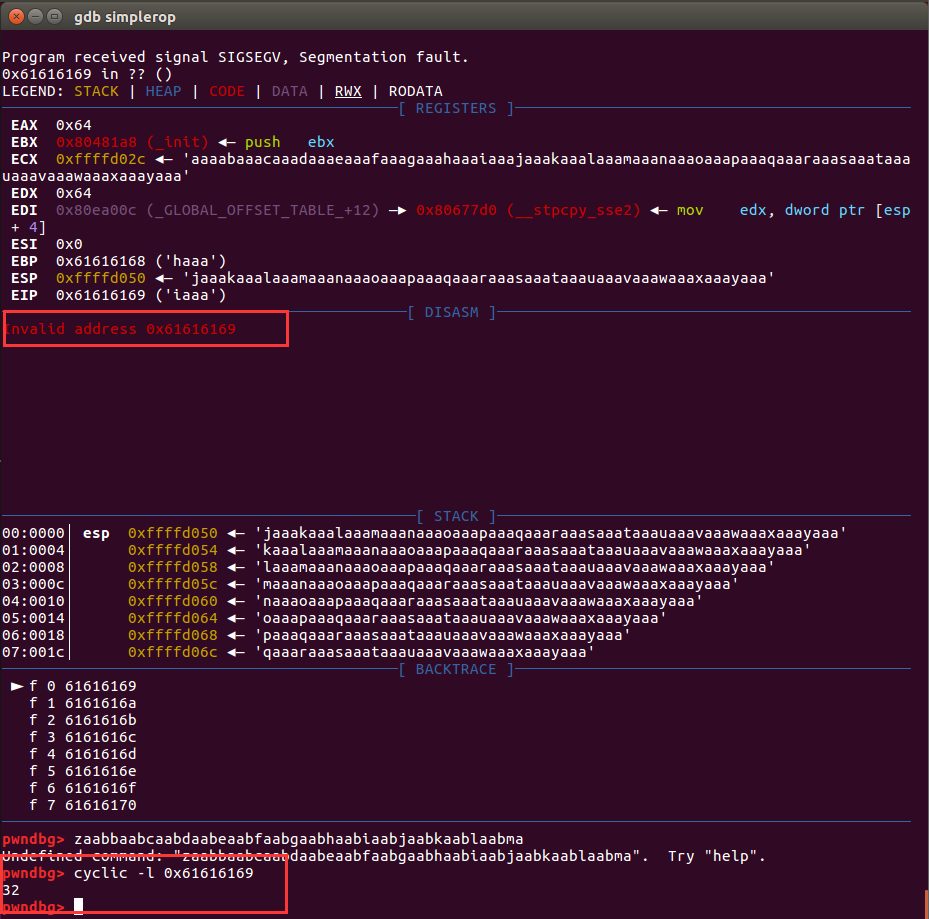 gdb simplerop
Program received signal SIGSEGV, Segmentation fault.
0x61616169 in ?? ()
LEGEND: STACK | HEAP | CODE | DATA | RWX | RODATA
[ REGISTERS ]
EAX  0x64
EBX  0x80481a8 (_init) ◂— push   ebx
ECX  0xffffd02c ◂— 'aaaabaaacaaadaaaeaaafaaagaaahaaaiaaajaaakaaalaaamaaanaaaoaaapaaaqaaaraaasaaataaa
uaaavaaawaaaxaaayaaa'
EDX  0x64
EDI  0x80ea00c (_GLOBAL_OFFSET_TABLE_+12) —▸ 0x80677d0 (__stpcpy_sse2) ◂— mov    edx, dword ptr [esp
+ 4]
ESI  0x0
EBP  0x61616168 ('haaa')
ESP  0xffffd050 ◂— 'jaaakaaalaaamaaanaaaoaaapaaaqaaaraaasaaataaauaaavaaawaaaxaaayaaa'
EIP  0x61616169 ('iaaa')
[ DISASM ]
Invalid address 0x61616169
[ STACK ]
00:0000│ esp  0xffffd050 ◂— 'jaaakaaalaaamaaanaaaoaaapaaaqaaaraaasaaataaauaaavaaawaaaxaaayaaa'
01:0004│      0xffffd054 ◂— 'kaaalaaamaaanaaaoaaapaaaqaaaraaasaaataaauaaavaaawaaaxaaayaaa'
02:0008│      0xffffd058 ◂— 'laaamaaanaaaoaaapaaaqaaaraaasaaataaauaaavaaawaaaxaaayaaa'
03:000c│      0xffffd05c ◂— 'maaanaaaoaaapaaaqaaaraaasaaataaauaaavaaawaaaxaaayaaa'
04:0010│      0xffffd060 ◂— 'naaaoaaapaaaqaaaraaasaaataaauaaavaaawaaaxaaayaaa'
05:0014│      0xffffd064 ◂— 'oaaapaaaqaaaraaasaaataaauaaavaaawaaaxaaayaaa'
06:0018│      0xffffd068 ◂— 'paaaqaaaraaasaaataaauaaavaaawaaaxaaayaaa'
07:001c│      0xffffd06c ◂— 'qaaaraaasaaataaauaaavaaawaaaxaaayaaa'
[ BACKTRACE ]
► f 0 61616169
f 1 6161616a
f 2 6161616b
f 3 6161616c
f 4 6161616d
f 5 6161616e
f 6 6161616f
f 7 61616170
pwndbg> zaabbaabcaabdaabeaabfaabgaabhaabiaabjaabkaablaabma
Undefined command: "zaabbaabcaabdaabeaabfaabgaabhaabiaabjaabkaablaabma".  Try "help".
pwndbg> cyclic -l 0x61616169
32
pwndbg>